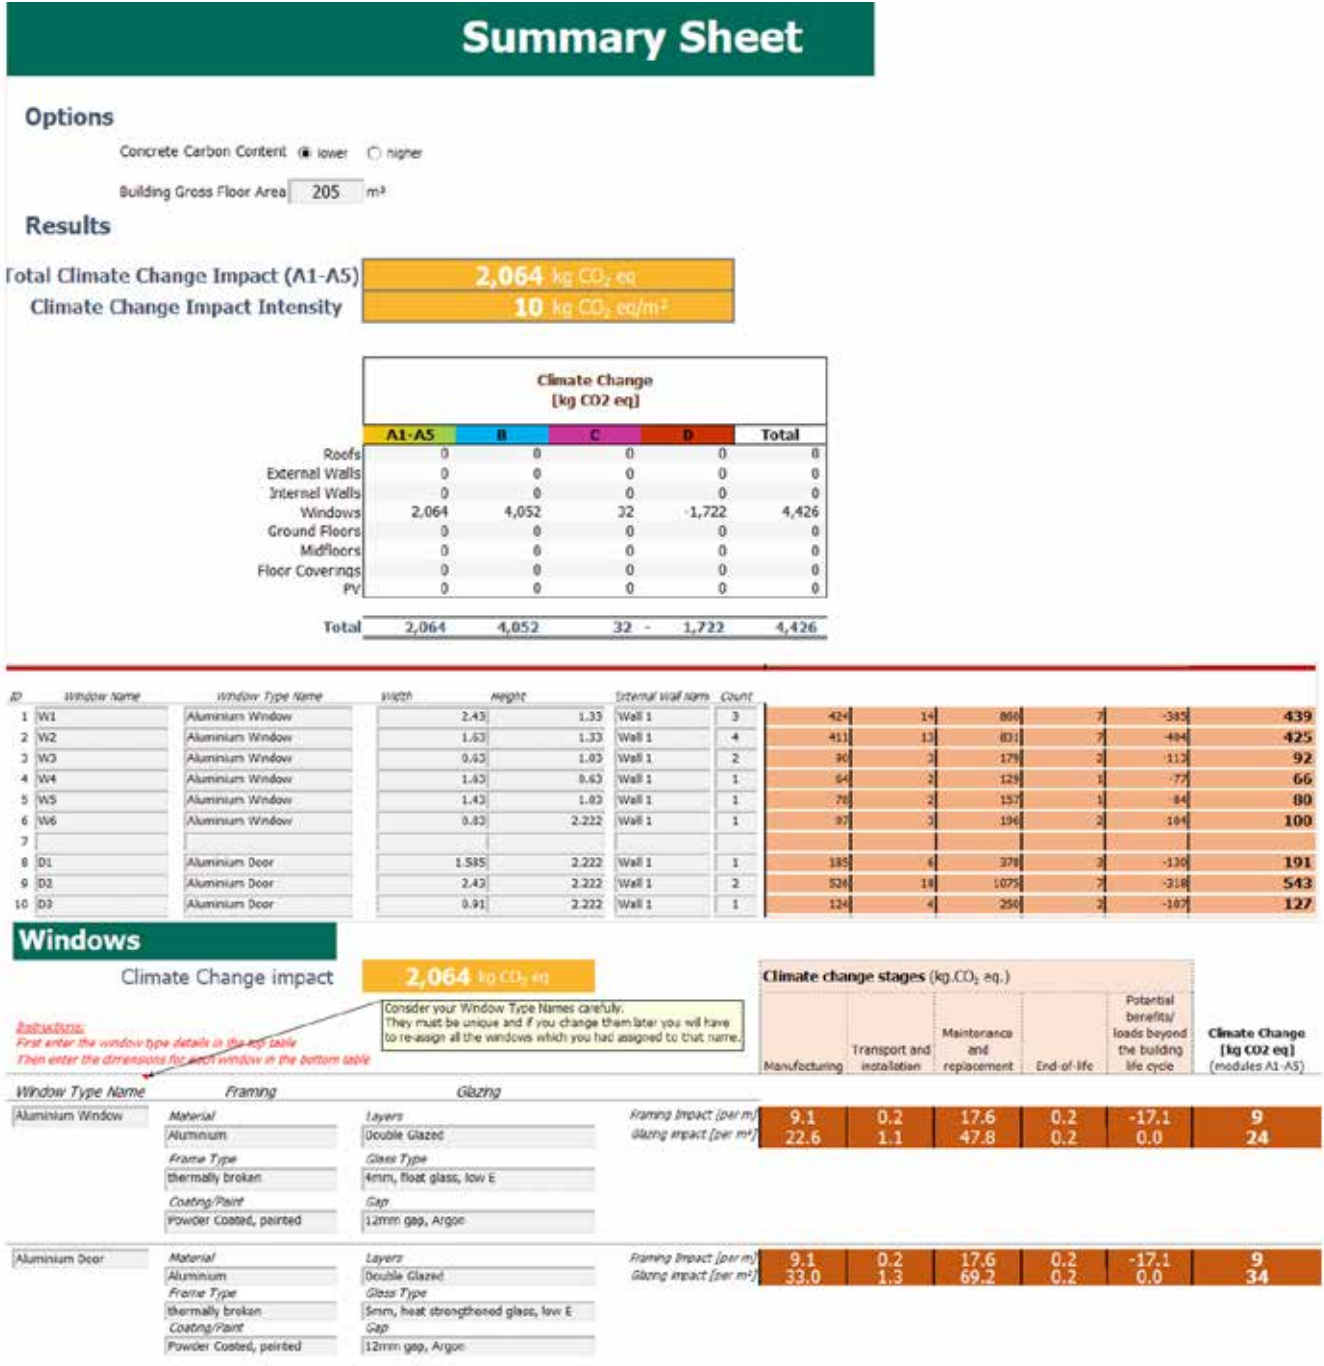 Summary Sheet
Options
Concrete Carbon Content lower higher
Building Gross Floor Area 205 m²
Results
Total Climate Change Impact (A1-A5) 2,064 kg CO₂ eq
Climate Change Impact Intensity 10 kg CO₂ eq/m²
Climate Change
[kg CO2 eq]
A1-A5 B C D Total
Roofs 0 0 0 0 0
External Walls 0 0 0 0 0
Internal Walls 0 0 0 0 0
Windows 2,064 4,052 32 -1,722 4,426
Ground Floors 0 0 0 0 0
Midfloors 0 0 0 0 0
Floor Coverings 0 0 0 0 0
PV 0 0 0 0 0
Total 2,064 4,052 32 - 1,722 4,426
ID Window Name Window Type Name Width Height External Wall Nam Count
1 W1 Aluminium Window 2.43 1.33 Wall 1 3 424 14 860 7 -385 439
2 W2 Aluminium Window 1.63 1.33 Wall 1 4 411 13 831 7 -404 425
3 W3 Aluminium Window 0.63 1.03 Wall 1 2 90 3 179 2 -113 92
4 W4 Aluminium Window 1.63 0.63 Wall 1 1 64 2 129 1 -77 66
5 W5 Aluminium Window 1.43 1.03 Wall 1 1 78 2 157 1 -84 80
6 W6 Aluminium Window 0.83 2.222 Wall 1 1 97 3 196 2 -104 100
7
8 D1 Aluminium Door 1.585 2.222 Wall 1 1 185 6 378 3 -130 191
9 D2 Aluminium Door 2.43 2.222 Wall 1 2 526 18 1075 7 -318 543
10 D3 Aluminium Door 0.91 2.222 Wall 1 1 124 4 250 2 -107 127
Windows
Climate Change impact 2,064 kg CO₂ eq
Consider your Window Type Names carefully.
They must be unique and if you change them later you will have
to re-assign all the windows which you had assigned to that name.
Instructions:
First enter the window type details in the top table
Then enter the dimensions for each window in the bottom table
Climate change stages (kg.CO₂ eq.)
Manufacturing
Transport and
installation
Maintenance
and
replacement
End-of-life
Potential
benefits/
loads beyond
the building
life cycle
Climate Change
[kg CO2 eq]
(modules A1-A5)
Window Type Name Framing Glazing
Aluminium Window Material Layers Framing Impact [per m] 9.1 0.2 17.6 0.2 -17.1 9
Aluminium Double Glazed Glazing impact [per m²] 22.6 1.1 47.8 0.2 0.0 24
Frame Type Glass Type
thermally broken 4mm, float glass, low E
Coating/Paint Gap
Powder Coated, painted 12mm gap, Argon
Aluminium Door Material Layers Framing Impact [per m] 9.1 0.2 17.6 0.2 -17.1 9
Aluminium Double Glazed Glazing impact [per m²] 33.0 1.3 69.2 0.2 0.0 34
Frame Type Glass Type
thermally broken 5mm, heat strengthened glass, low E
Coating/Paint Gap
Powder Coated, painted 12mm gap, Argon